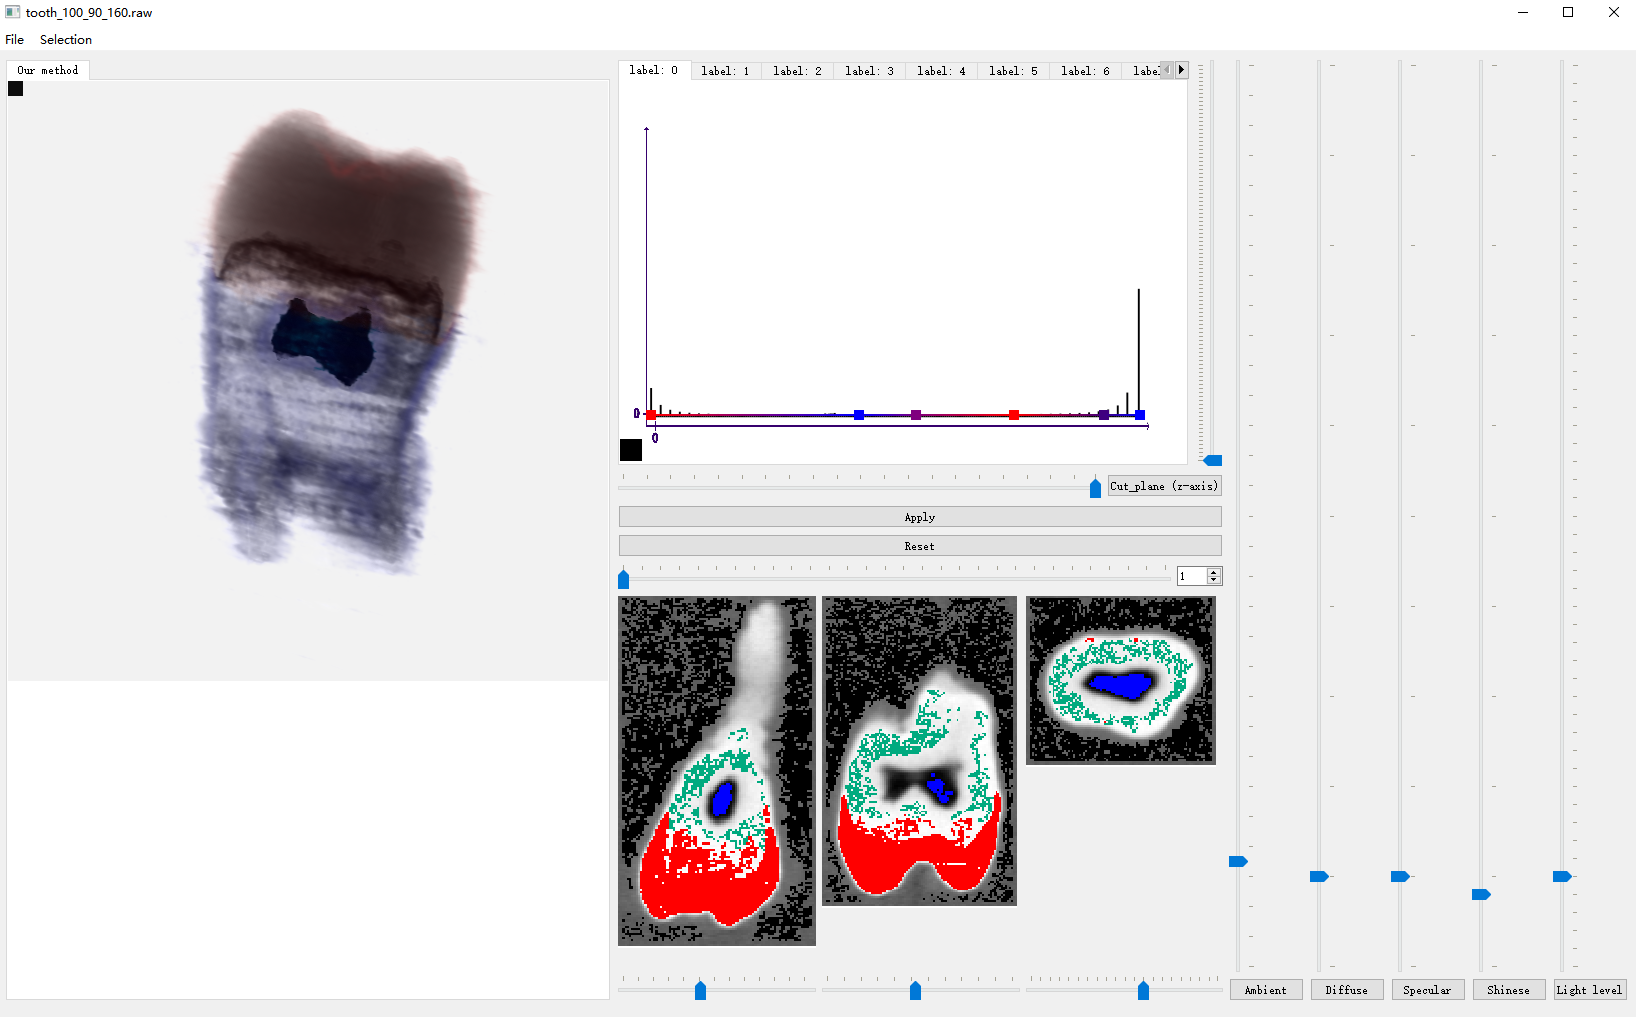 tooth_100_90_160.raw
File Selection
Our method
label: 0 label: 1 label: 2 label: 3 label: 4 label: 5 label: 6 labe
0
0
Cut_plane (z-axis)
Apply
Reset
1
Ambient Diffuse Specular Shinese Light level